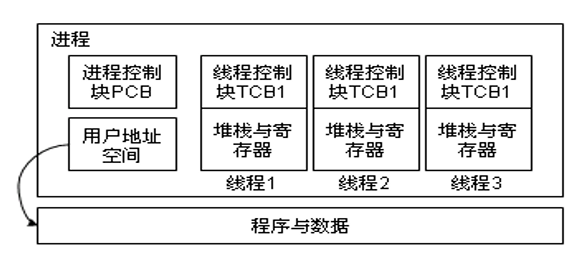 进程
进程控制
块PCB
线程控制
块TCB1
线程控制
块TCB1
线程控制
块TCB1
用户地址
空间
堆栈与寄
存器
堆栈与寄
存器
堆栈与寄
存器
线程1
线程2
线程3
程序与数据